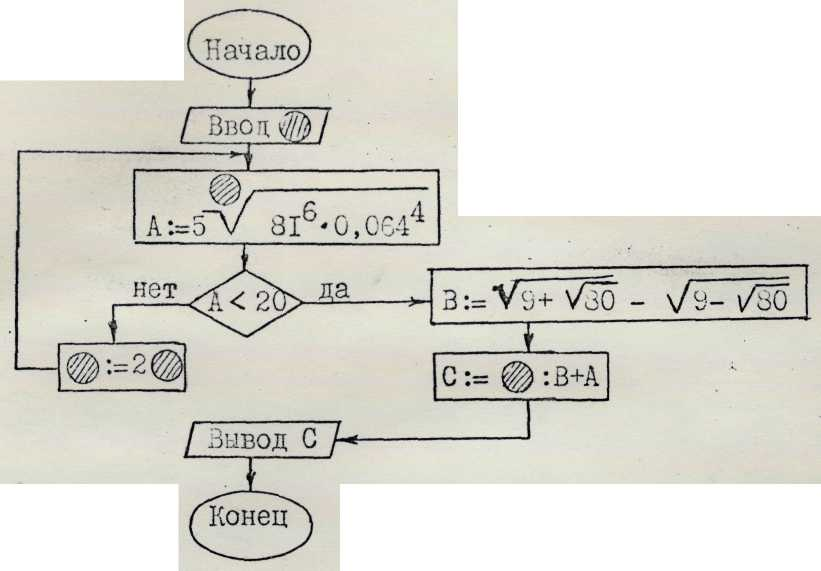 Начало
Ввод
A:=5√81⁶·0,064⁴
нет
A < 20
да
B:= √9+ √80 - √9-√80
:=2
C:= :B+A
Вывод C
Конец